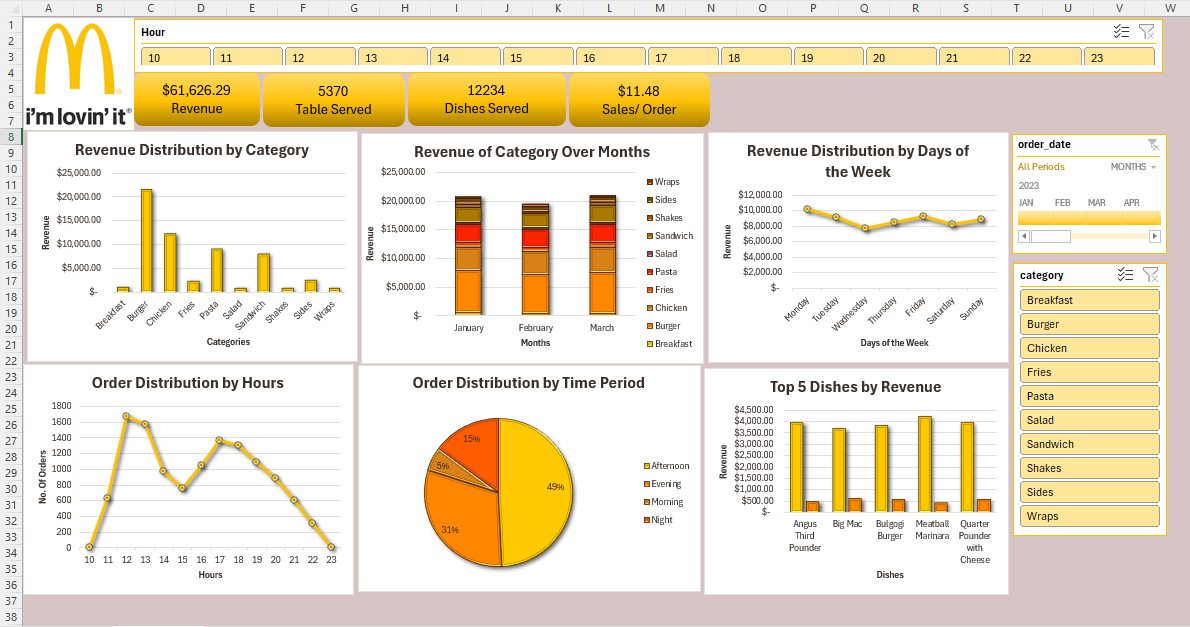 A B C D E F G H I J K L M N O P Q R S T U V W
1
2
3
4
5
6
7
8
9
10
11
12
13
14
15
16
17
18
19
20
21
22
23
24
25
26
27
28
29
30
31
32
33
34
35
36
37
38
i'm lovin' it®
Hour
10 11 12 13 14 15 16 17 18 19 20 21 22 23
$61,626.29
Revenue
5370
Table Served
12234
Dishes Served
$11.48
Sales/ Order
Revenue Distribution by Category
$25,000.00
$20,000.00
$15,000.00
$10,000.00
$5,000.00
$-
Revenue
Breakfast
Burger
Chicken
Fries
Pasta
Salad
Sandwich
Shakes
Sides
Wraps
Categories
Revenue of Category Over Months
$25,000.00
$20,000.00
$15,000.00
$10,000.00
$5,000.00
$-
Revenue
January February March
Months
Wraps
Sides
Shakes
Sandwich
Salad
Pasta
Fries
Chicken
Burger
Breakfast
Revenue Distribution by Days of
the Week
$12,000.00
$10,000.00
$8,000.00
$6,000.00
$4,000.00
$2,000.00
$-
Revenue
Monday
Tuesday
Wednesday
Thursday
Friday
Saturday
Sunday
Days of the Week
order_date
All Periods MONTHS
2023
JAN FEB MAR APR
category
Breakfast
Burger
Chicken
Fries
Pasta
Salad
Sandwich
Shakes
Sides
Wraps
Order Distribution by Hours
1800
1600
1400
1200
1000
800
600
400
200
0
No. Of Orders
10 11 12 13 14 15 16 17 18 19 20 21 22 23
Hours
Order Distribution by Time Period
15%
5%
49%
31%
Afternoon
Evening
Morning
Night
Top 5 Dishes by Revenue
$4,500.00
$4,000.00
$3,500.00
$3,000.00
$2,500.00
$2,000.00
$1,500.00
$1,000.00
$500.00
$-
Revenue
Angus
Third
Pounder
Big Mac
Bulgogi
Burger
Meatball
Marinara
Quarter
Pounder
with
Cheese
Dishes